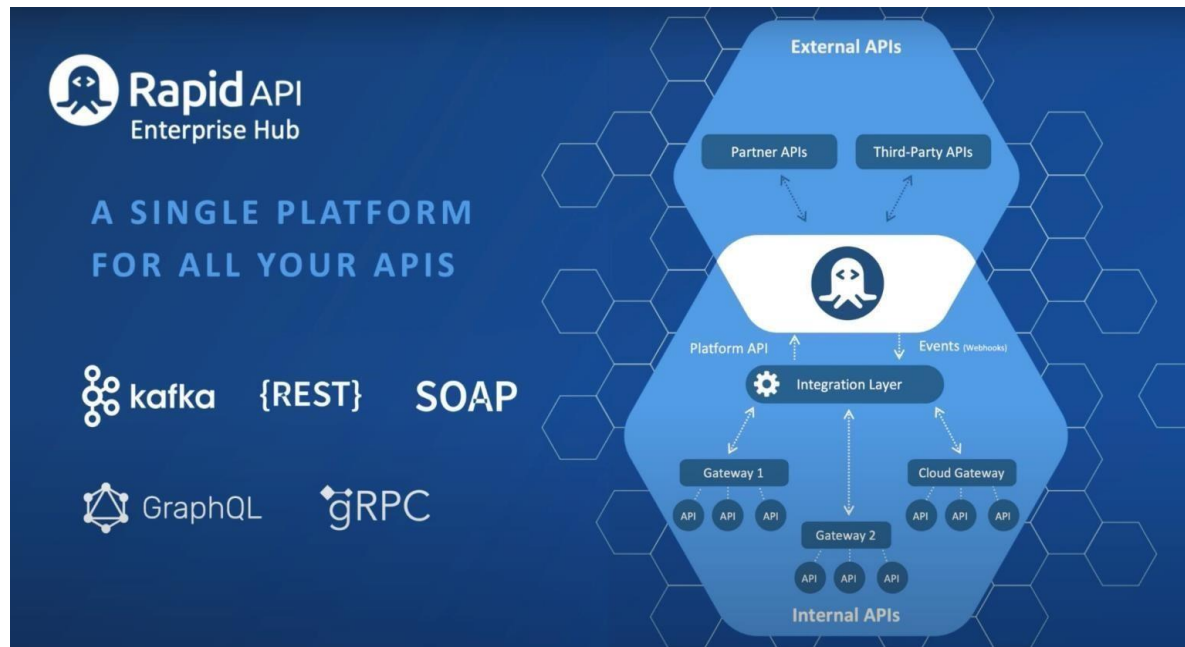 Rapid API
Enterprise Hub
A SINGLE PLATFORM
FOR ALL YOUR APIS
kafka
{REST}
SOAP
GraphQL
gRPC
External APIs
Partner APIs
Third-Party APIs
Platform API
Events (Webhooks)
Integration Layer
Gateway 1
API API API
Cloud Gateway
API API API
Gateway 2
API API API
Internal APIs